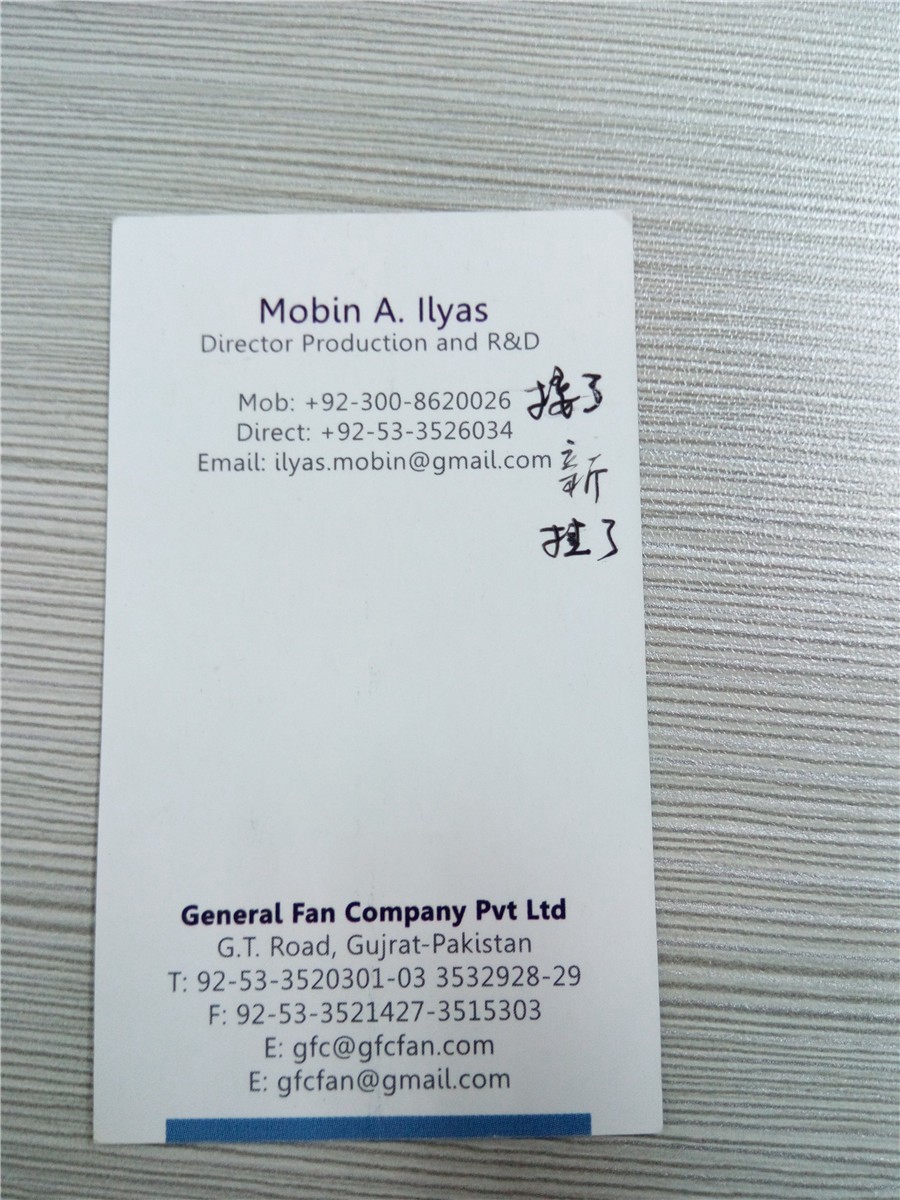 Mobin A. Ilyas
Director Production and R&D
Mob: +92-300-8620026 接了
Direct: +92-53-3526034
Email: ilyas.mobin@gmail.com 新
挂了
General Fan Company Pvt Ltd
G.T. Road, Gujrat-Pakistan
T: 92-53-3520301-03 3532928-29
F: 92-53-3521427-3515303
E: gfc@gfcfan.com
E: gfcfan@gmail.com